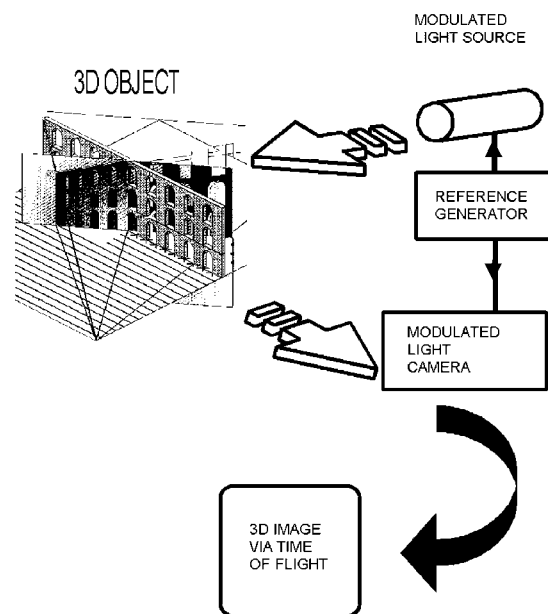 MODULATED
LIGHT SOURCE
3D OBJECT
REFERENCE
GENERATOR
MODULATED
LIGHT
CAMERA
3D IMAGE
VIA TIME
OF FLIGHT